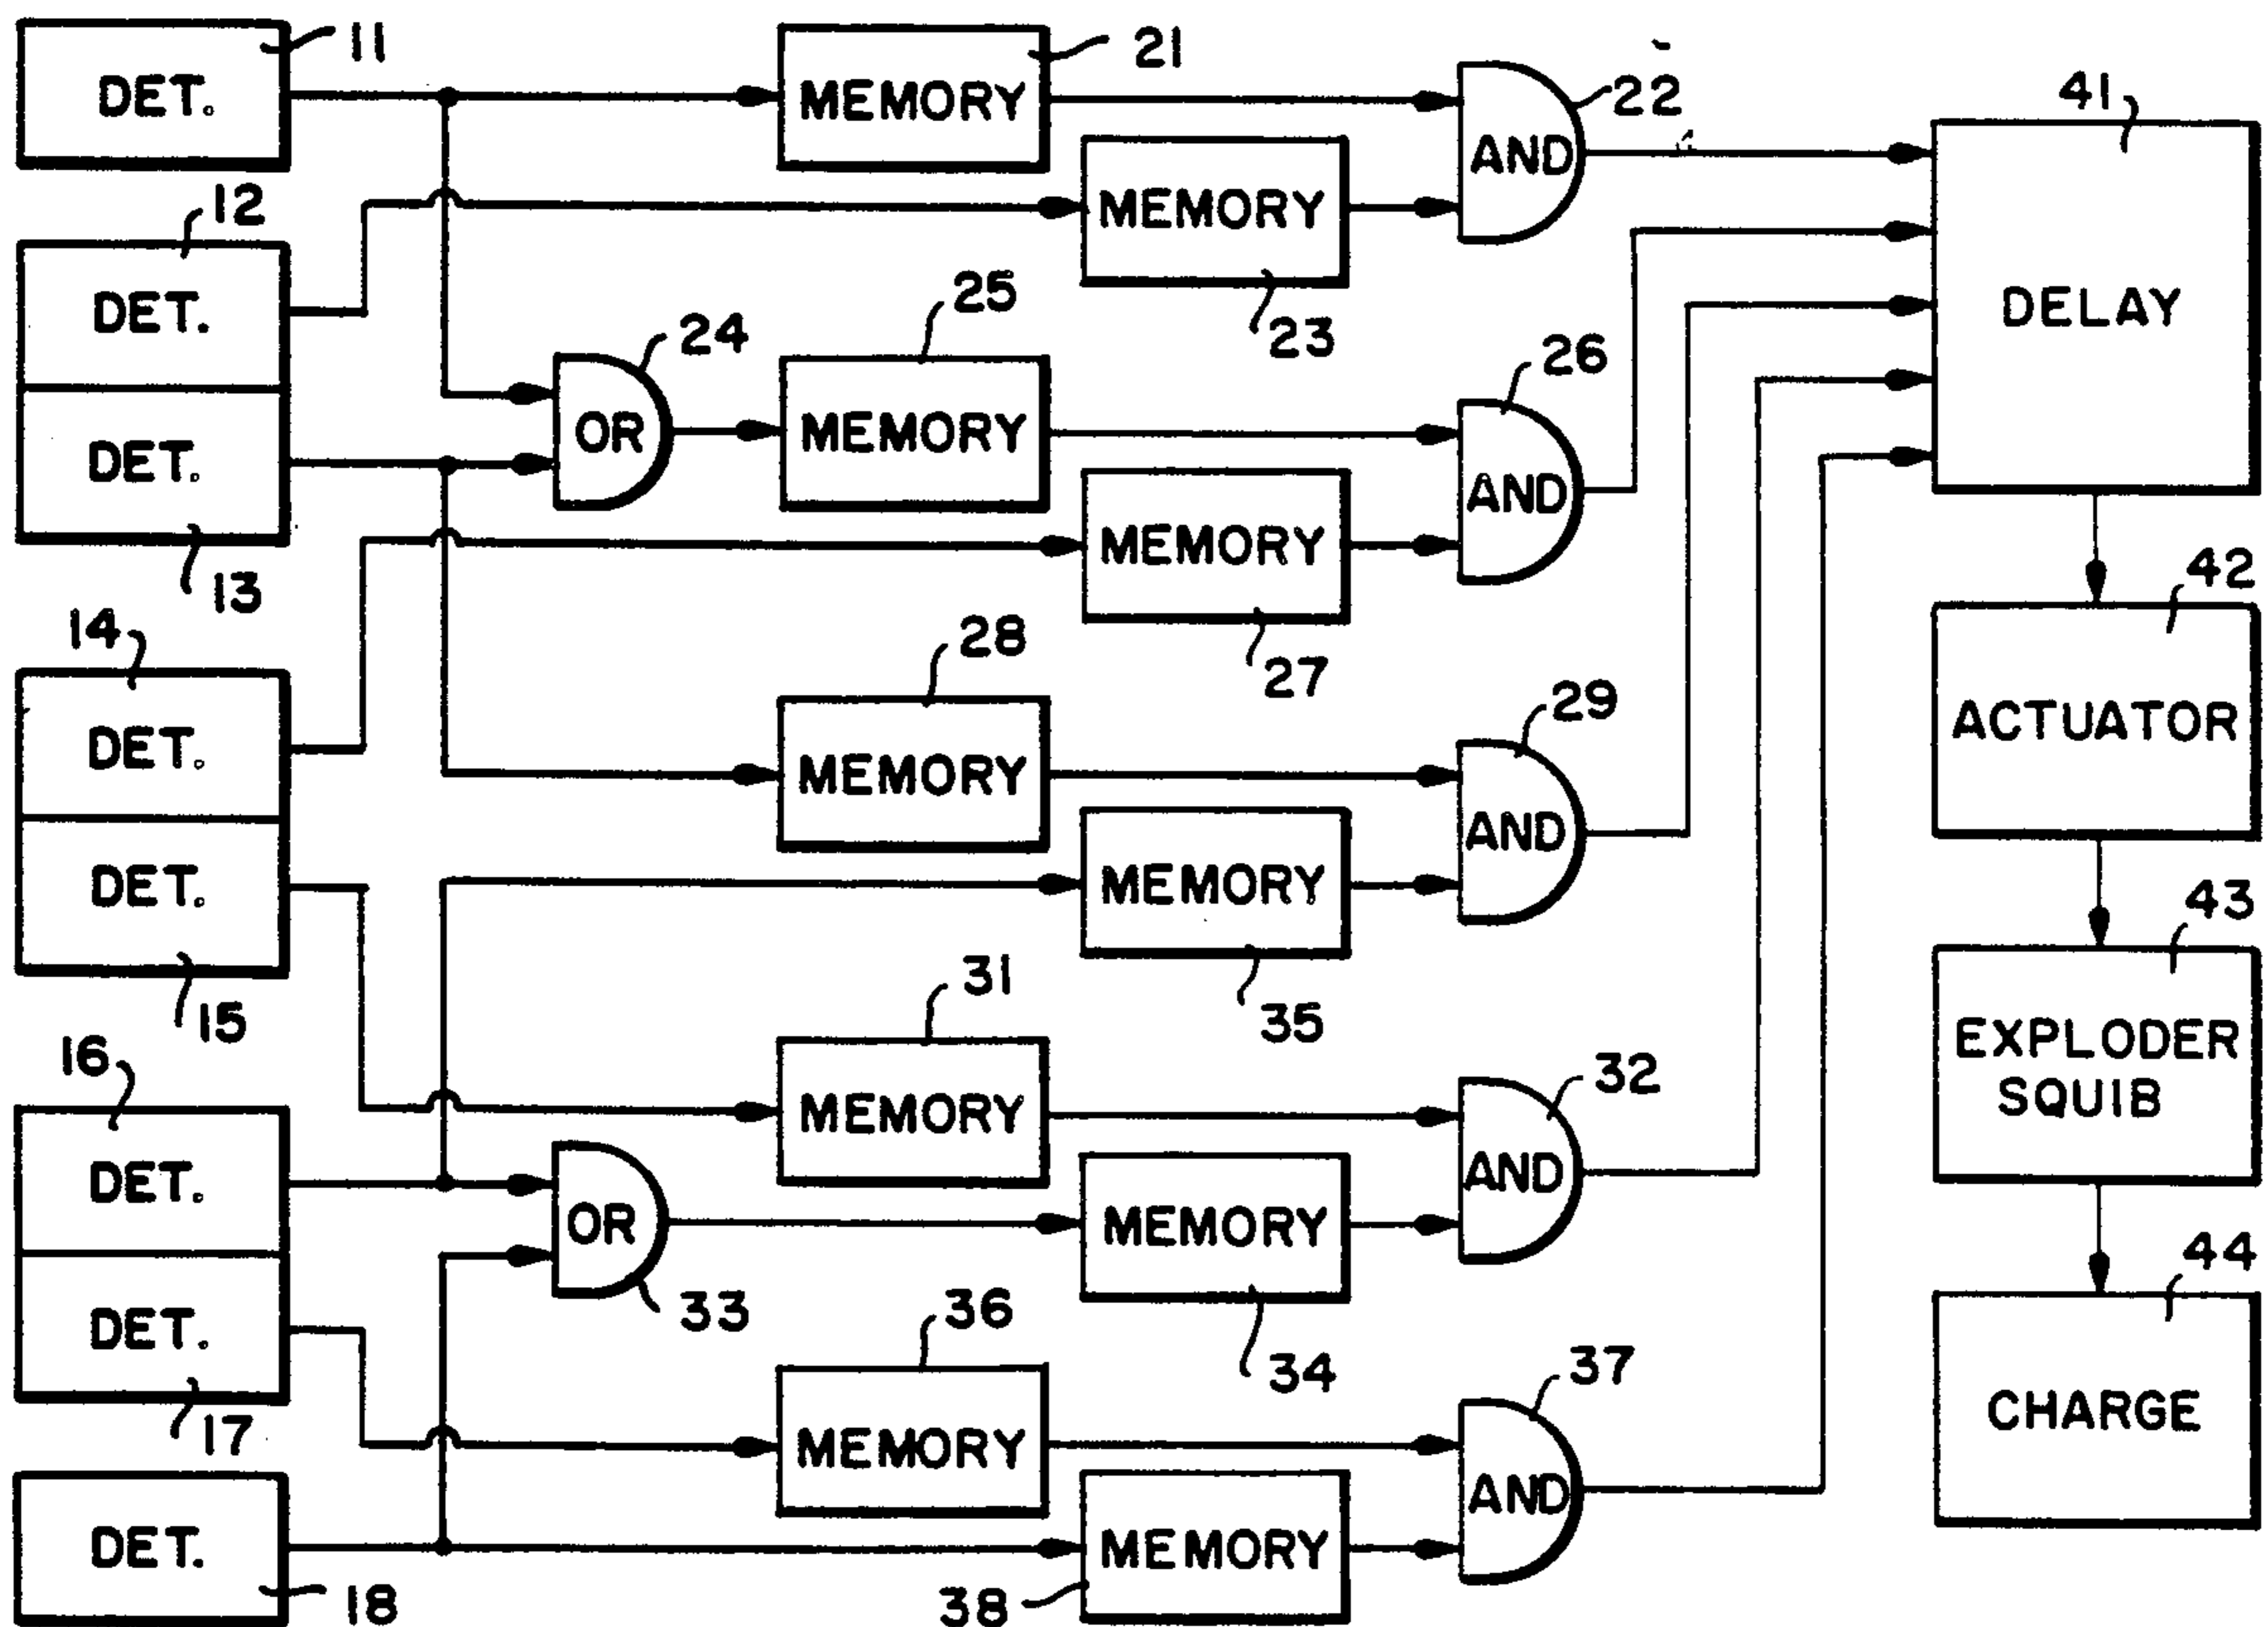 DET.
11
MEMORY
21
AND
22
41
DELAY
12
DET.
MEMORY
23
DET.
13
24
OR
25
MEMORY
26
AND
MEMORY
27
42
ACTUATOR
14
DET.
28
MEMORY
29
AND
DET.
15
MEMORY
35
43
EXPLODER
SQUIB
16
DET.
31
MEMORY
32
AND
OR
33
MEMORY
34
44
CHARGE
DET.
17
36
MEMORY
37
AND
DET.
18
MEMORY
38